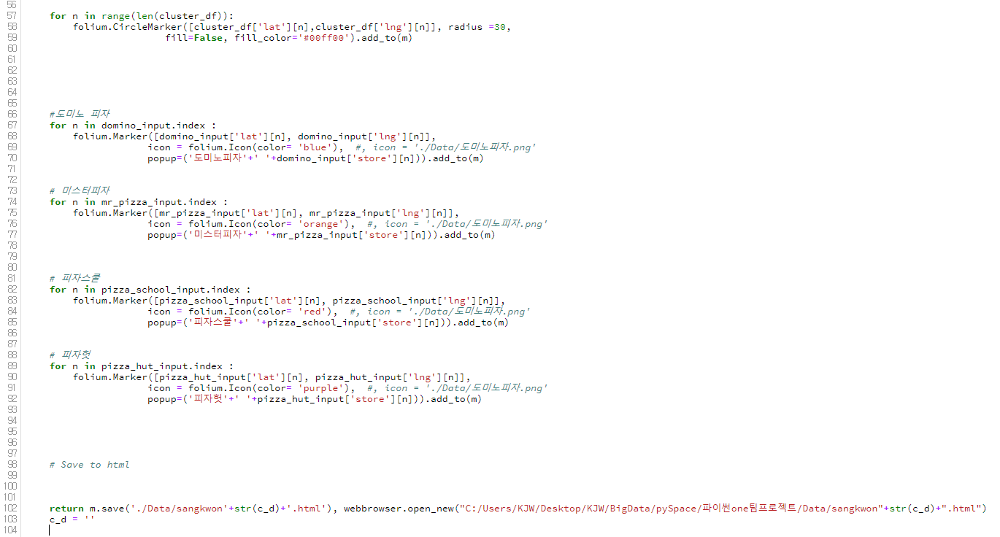 56
57 for n in range(len(cluster_df)):
58 folium.CircleMarker([cluster_df['lat'][n],cluster_df['lng'][n]], radius =30,
59 fill=False, fill_color='#00ff00').add_to(m)
60
61
62
63
64
65
66 #도미노 피자
67 for n in domino_input.index :
68 folium.Marker([domino_input['lat'][n], domino_input['lng'][n]],
69 icon = folium.Icon(color= 'blue'), #, icon = './Data/도미노피자.png'
70 popup=('도미노피자'+' '+domino_input['store'][n])).add_to(m)
71
72
73 # 미스터피자
74 for n in mr_pizza_input.index :
75 folium.Marker([mr_pizza_input['lat'][n], mr_pizza_input['lng'][n]],
76 icon = folium.Icon(color= 'orange'), #, icon = './Data/도미노피자.png'
77 popup=('미스터피자'+' '+mr_pizza_input['store'][n])).add_to(m)
78
79
80
81 # 피자스쿨
82 for n in pizza_school_input.index :
83 folium.Marker([pizza_school_input['lat'][n], pizza_school_input['lng'][n]],
84 icon = folium.Icon(color= 'red'), #, icon = './Data/도미노피자.png'
85 popup=('피자스쿨'+' '+pizza_school_input['store'][n])).add_to(m)
86
87
88 # 피자헛
89 for n in pizza_hut_input.index :
90 folium.Marker([pizza_hut_input['lat'][n], pizza_hut_input['lng'][n]],
91 icon = folium.Icon(color= 'purple'), #, icon = './Data/도미노피자.png'
92 popup=('피자헛'+' '+pizza_hut_input['store'][n])).add_to(m)
93
94
95
96
97
98 # Save to html
99
100
101
102 return m.save('./Data/sangkwon'+str(c_d)+'.html'), webbrowser.open_new("C:/Users/KJW/Desktop/KJW/BigData/pySpace/파이썬one팀프로젝트/Data/sangkwon"+str(c_d)+".html")
103 c_d = ''
104